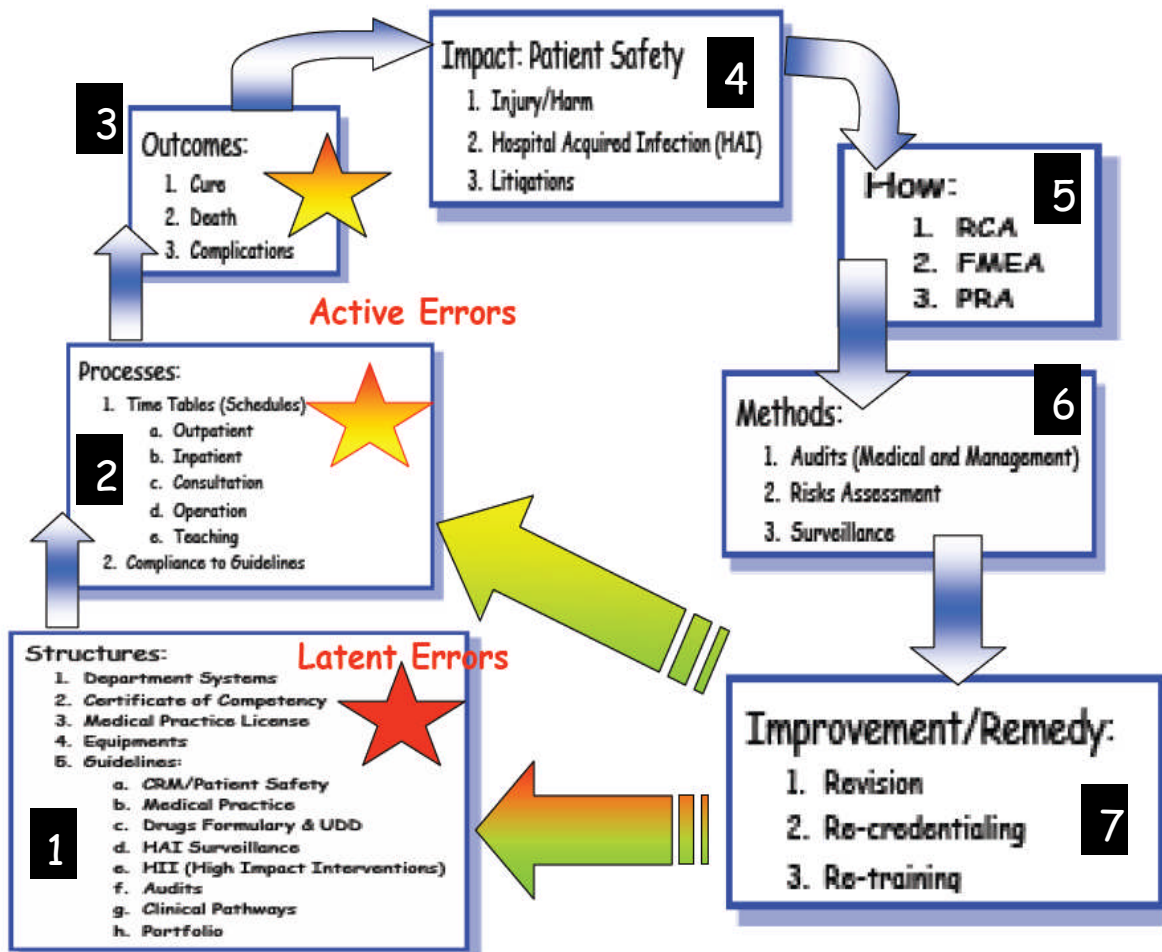 3
Outcomes:
1. Cure
2. Death
3. Complications
Impact: Patient Safety
4
1. Injury/Harm
2. Hospital Acquired Infection (HAI)
3. Litigations
How:
5
1. RCA
2. FMEA
3. PRA
Active Errors
Processes:
2
1. Time Tables (Schedules)
a. Outpatient
b. Inpatient
c. Consultation
d. Operation
e. Teaching
2. Compliance to Guidelines
Methods:
6
1. Audits (Medical and Management)
2. Risks Assessment
3. Surveillance
Latent Errors
Structures:
1. Department Systems
2. Certificate of Competency
3. Medical Practice License
4. Equipments
5. Guidelines:
a. CRM/Patient Safety
b. Medical Practice
c. Drugs Formulary & UDD
d. HAI Surveillance
e. HII (High Impact Interventions)
f. Audits
g. Clinical Pathways
h. Portfolio
1
Improvement/Remedy:
1. Revision
2. Re-credentialing
3. Re-training
7